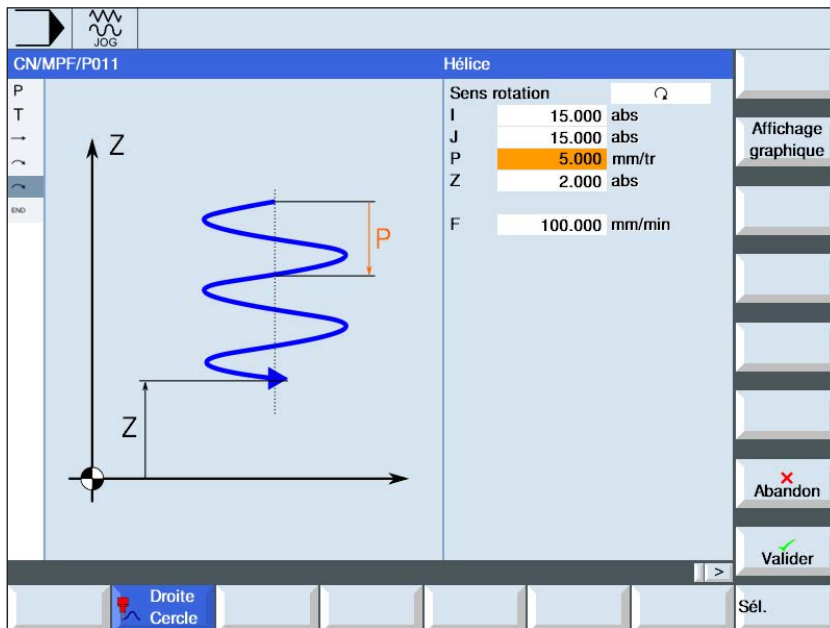 JOG
CN/MPF/P011
Hélice
P
T
END
Z
P
Z
Sens rotation
I 15.000 abs
J 15.000 abs
P 5.000 mm/tr
Z 2.000 abs
F 100.000 mm/min
Affichage
graphique
Abandon
Valider
>
Droite
Cercle
Sél.